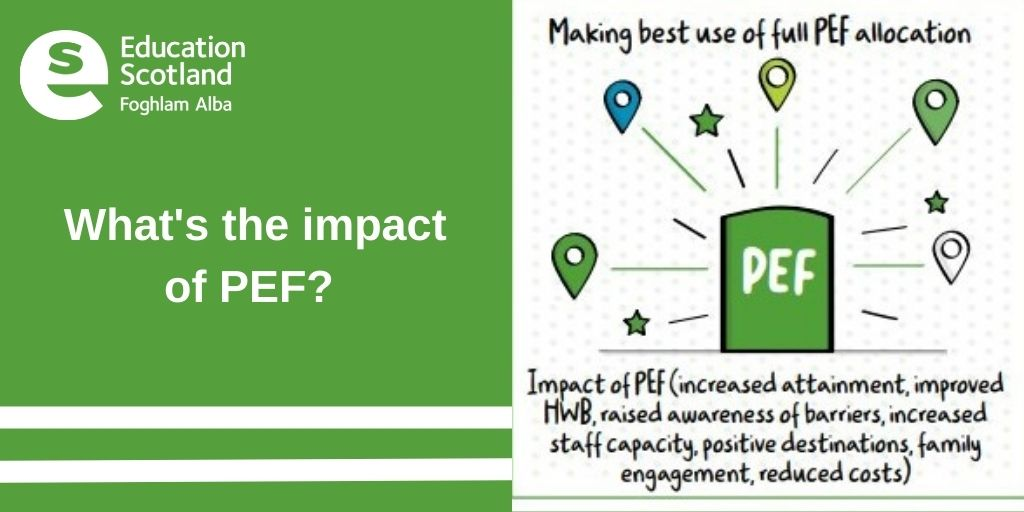 Education
Scotland
Foghlam Alba
What's the impact
of PEF?
Making best use of full PEF allocation
PEF
Impact of PEF (increased attainment, improved
HWB, raised awareness of barriers, increased
staff capacity, positive destinations, family
engagement, reduced costs)